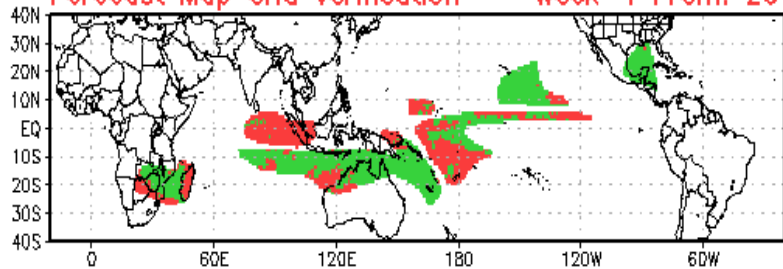 Forecast Map and Verification Week-1 From: 20
40N
30N
20N
10N
EQ
10S
20S
30S
40S
0 60E 120E 180 120W 60W